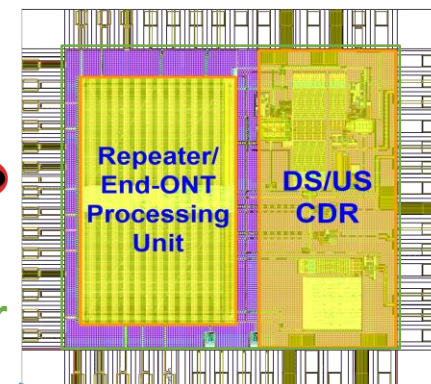 Repeater/
End-ONT
Processing
Unit
DS/US
CDR